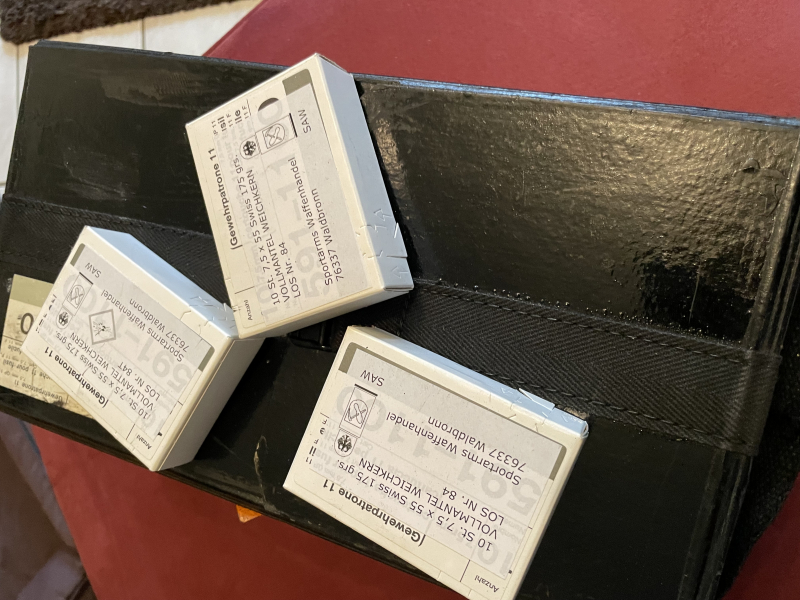 SAW
Gewehrpatrone 11
10 St. 7,5 x 55 Swiss 175 grs.
VOLLMANTEL WEICHKERN
LOS Nr. 84
Sportarms Waffenhandel
76337 Waldbronn
Anzahl
SAW
Gewehrpatrone 11
10 St. 7,5 x 55 Swiss 175 grs.
VOLLMANTEL WEICHKERN
LOS Nr. 84T
Sportarms Waffenhandel
76337 Waldbronn
Anzahl
SAW
Gewehrpatrone 11
10 St. 7,5 x 55 Swiss 175 grs.
VOLLMANTEL WEICHKERN
LOS Nr. 84
Sportarms Waffenhandel
76337 Waldbronn
Anzahl